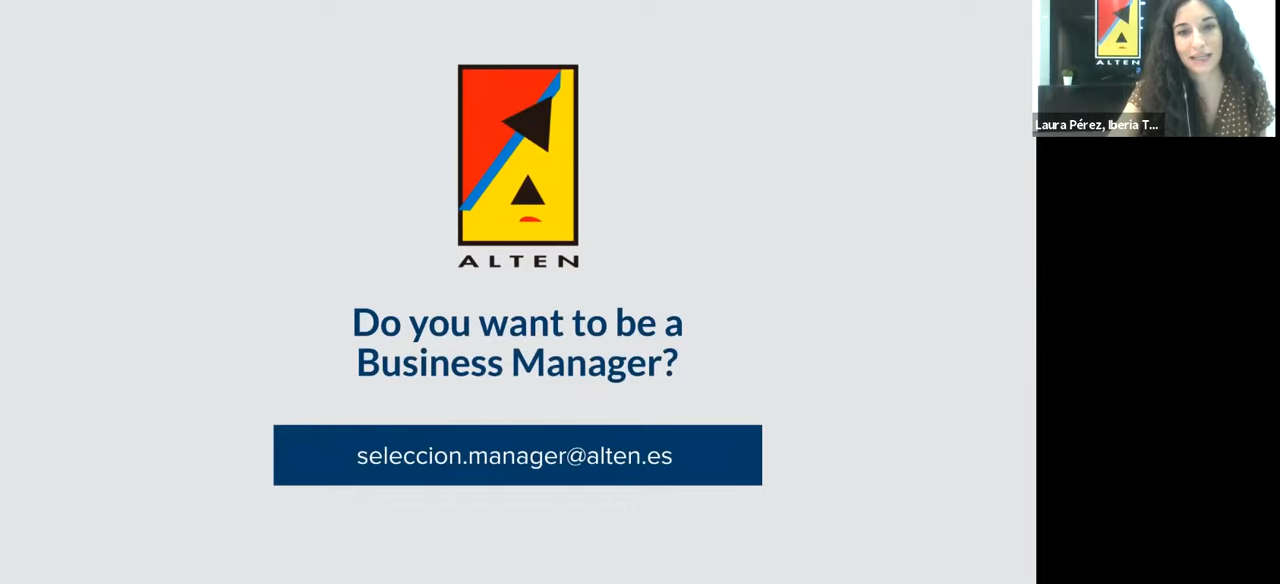 ALTEN
Do you want to be a
Business Manager?
seleccion.manager@alten.es
ALTEN
Laura Pérez, Iberia T...